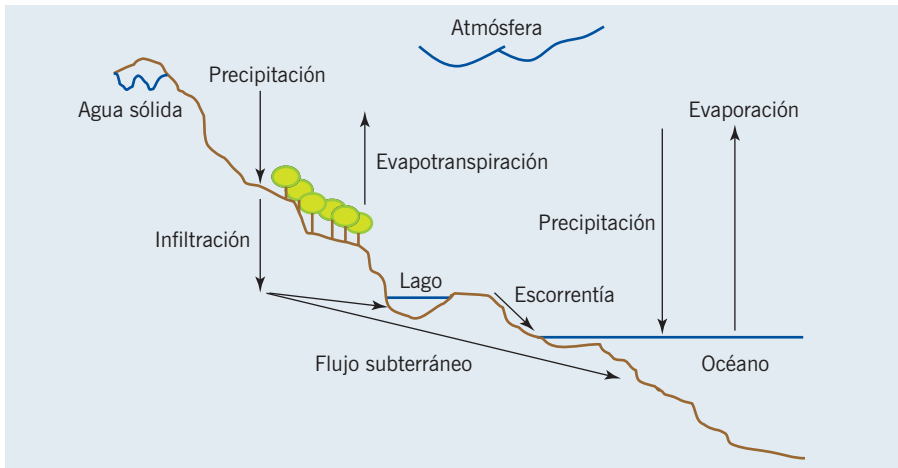 Atmósfera
Precipitación
Agua sólida
Evaporación
Evapotranspiración
Precipitación
Infiltración
Lago
Escorrentía
Flujo subterráneo
Océano